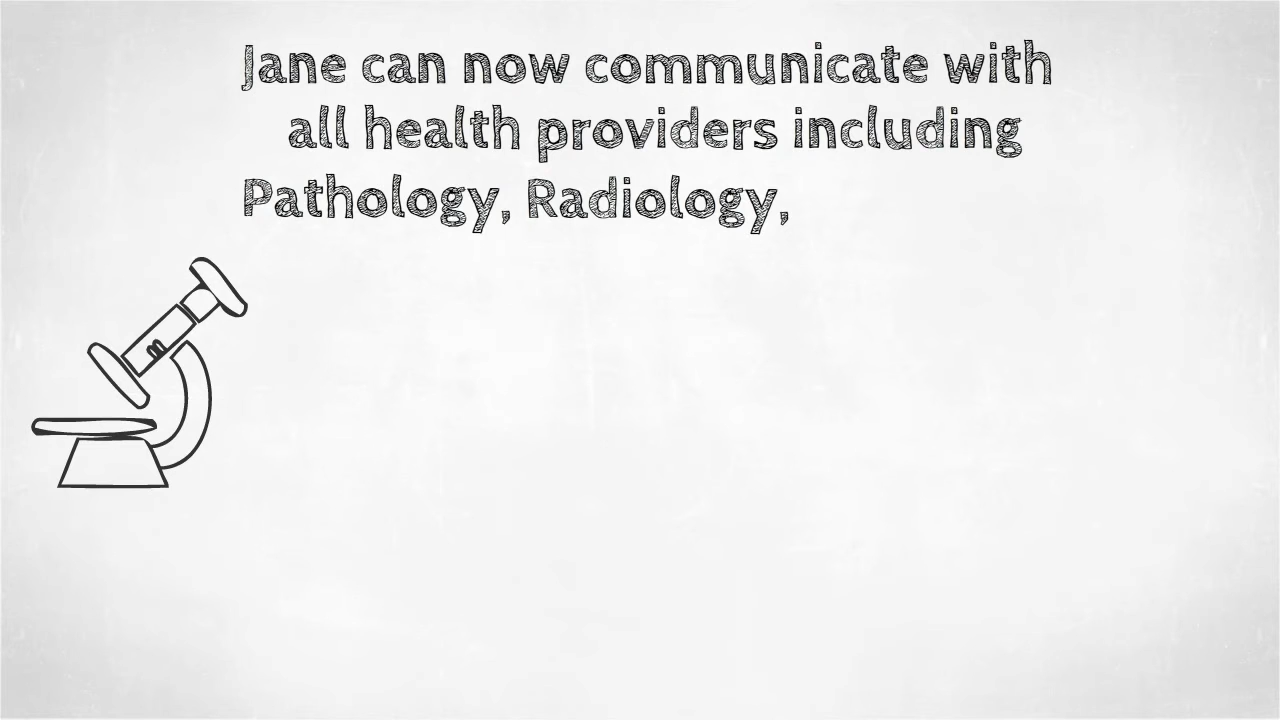 Jane can now communicate with
all health providers including
Pathology, Radiology,